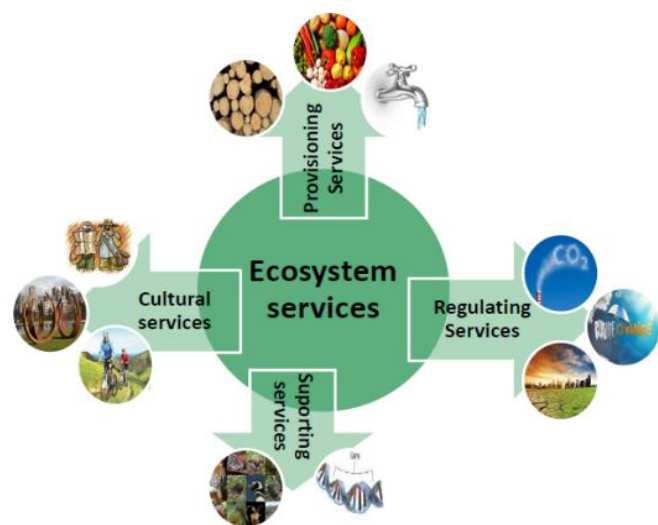 Provisioning
Services
Ecosystem
services
Cultural
services
Regulating
Services
CO₂
Suporting
services